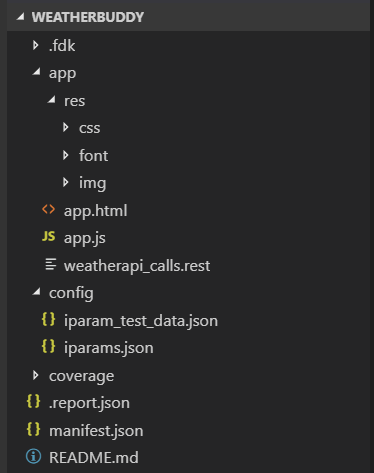 WEATHERBUDDY
.fdk
app
res
css
font
img
<> app.html
JS app.js
weatherapi_calls.rest
config
{} iparam_test_data.json
{} iparams.json
coverage
{} .report.json
{} manifest.json
README.md